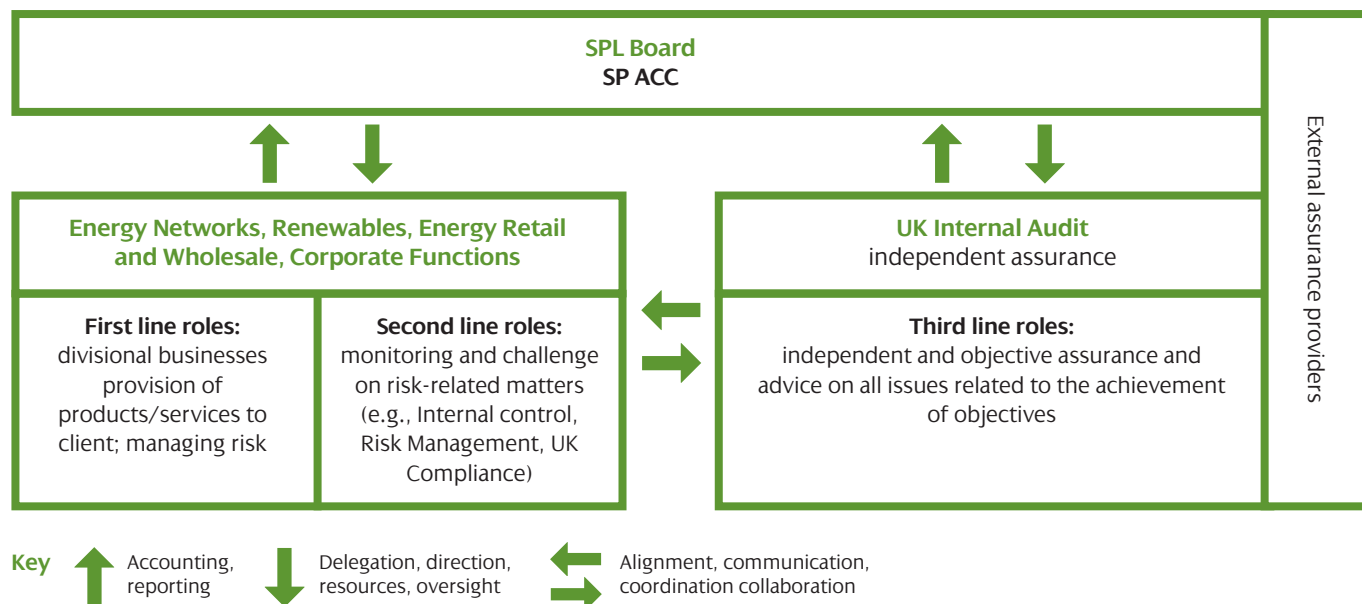 SPL Board
SP ACC
External assurance providers
Energy Networks, Renewables, Energy Retail
and Wholesale, Corporate Functions
UK Internal Audit
independent assurance
First line roles:
divisional businesses
provision of
products/services to
client; managing risk
Second line roles:
monitoring and challenge
on risk-related matters
(e.g., Internal control,
Risk Management, UK
Compliance)
Third line roles:
independent and objective assurance and
advice on all issues related to the achievement
of objectives
Key
Accounting,
reporting
Delegation, direction,
resources, oversight
Alignment, communication,
coordination collaboration